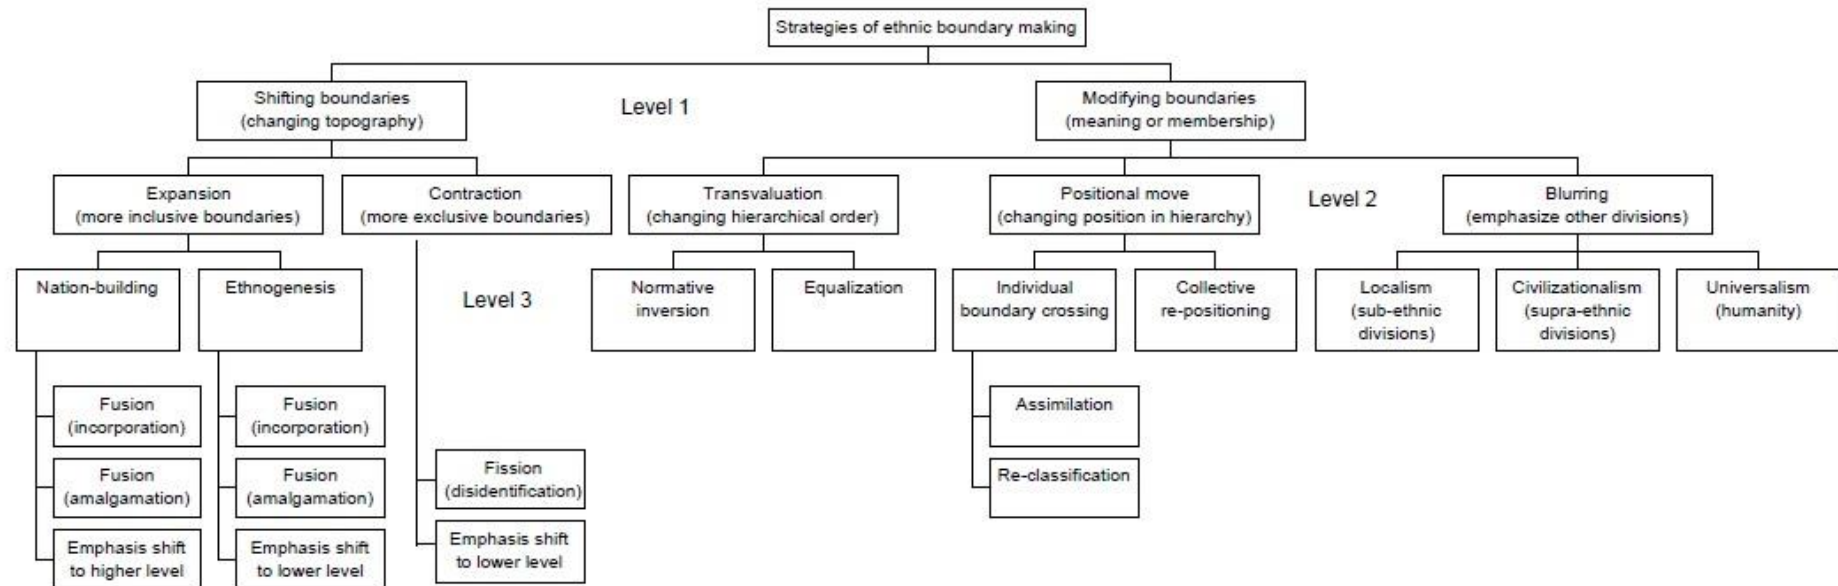 Strategies of ethnic boundary making
Shifting boundaries
(changing topography)
Level 1
Modifying boundaries
(meaning or membership)
Expansion
(more inclusive boundaries)
Contraction
(more exclusive boundaries)
Transvaluation
(changing hierarchical order)
Positional move
(changing position in hierarchy)
Level 2
Blurring
(emphasize other divisions)
Nation-building
Ethnogenesis
Level 3
Normative
inversion
Equalization
Individual
boundary crossing
Collective
re-positioning
Localism
(sub-ethnic
divisions)
Civilizationalism
(supra-ethnic
divisions)
Universalism
(humanity)
Fusion
(incorporation)
Fusion
(amalgamation)
Emphasis shift
to higher level
Fusion
(incorporation)
Fusion
(amalgamation)
Emphasis shift
to lower level
Fission
(disidentification)
Emphasis shift
to lower level
Assimilation
Re-classification